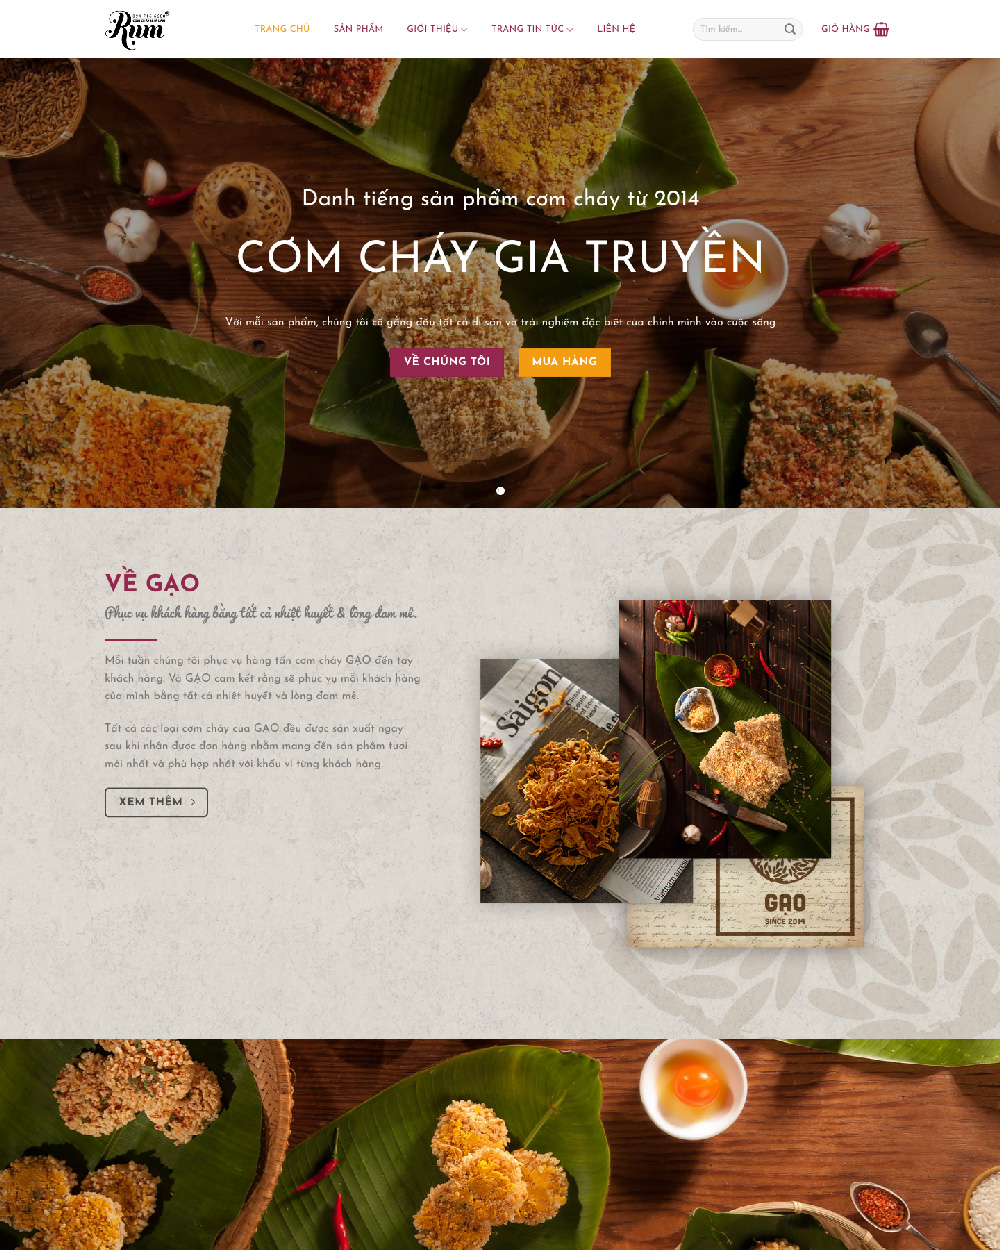 Rụm
TRANG CHỦ
SẢN PHẨM
GIỚI THIỆU
TRANG TIN TỨC
LIÊN HỆ
Tìm kiếm...
GIỎ HÀNG
Danh tiếng sản phẩm cơm cháy từ 2014
CƠM CHÁY GIA TRUYỀN
Với mỗi sản phẩm, chúng tôi cố gắng đầu tất cả di sản và trải nghiệm đặc biệt của chính mình vào cuộc sống
VỀ CHÚNG TÔI
MUA HÀNG
VỀ GẠO
Phục vụ khách hàng bằng tất cả nhiệt huyết & lòng đam mê.
Mỗi tuần chúng tôi phục vụ hàng tấn cơm cháy GẠO đến tay
khách hàng. Và GẠO cam kết rằng sẽ phục vụ mỗi khách hàng
của mình bằng tất cả nhiệt huyết và lòng đam mê.
Tất cả các loại cơm cháy của GẠO đều được sản xuất ngay
sau khi nhận được đơn hàng nhằm mang đến sản phẩm tươi
mới nhất và phù hợp nhất với khẩu vị từng khách hàng.
XEM THÊM
Saigon
GẠO
SINCE 2014